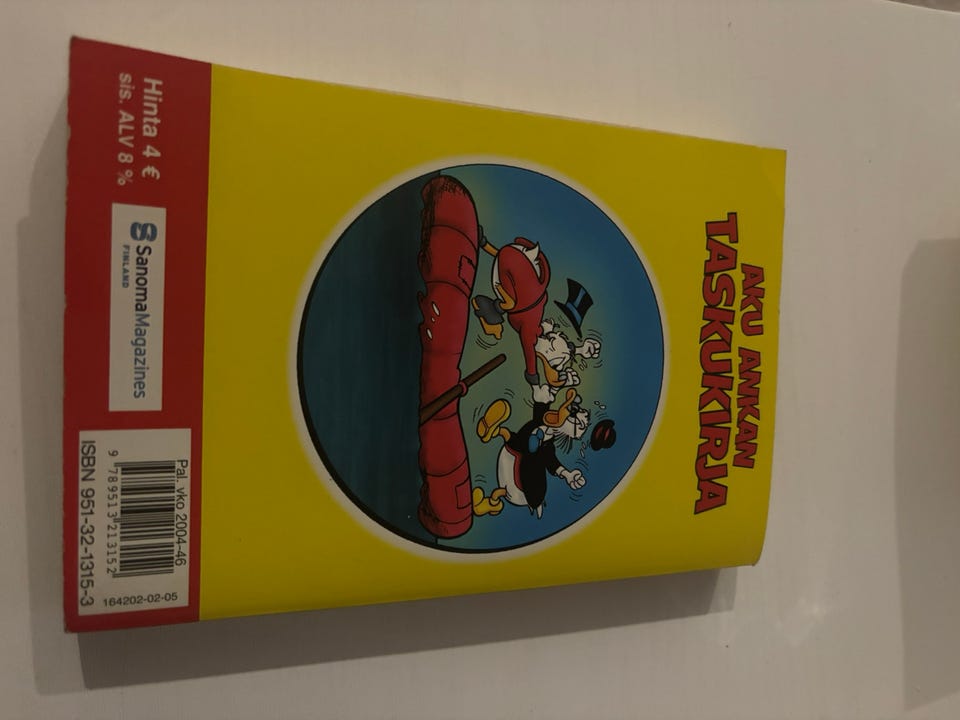 AKU ANKAN
TASKUKIRJA
Hinta 4 €
sis. ALV 8 %
SanomaMagazines
FINLAND
Pal. vko 2004-46
9 789513 213152
164202-02-05
ISBN 951-32-1315-3